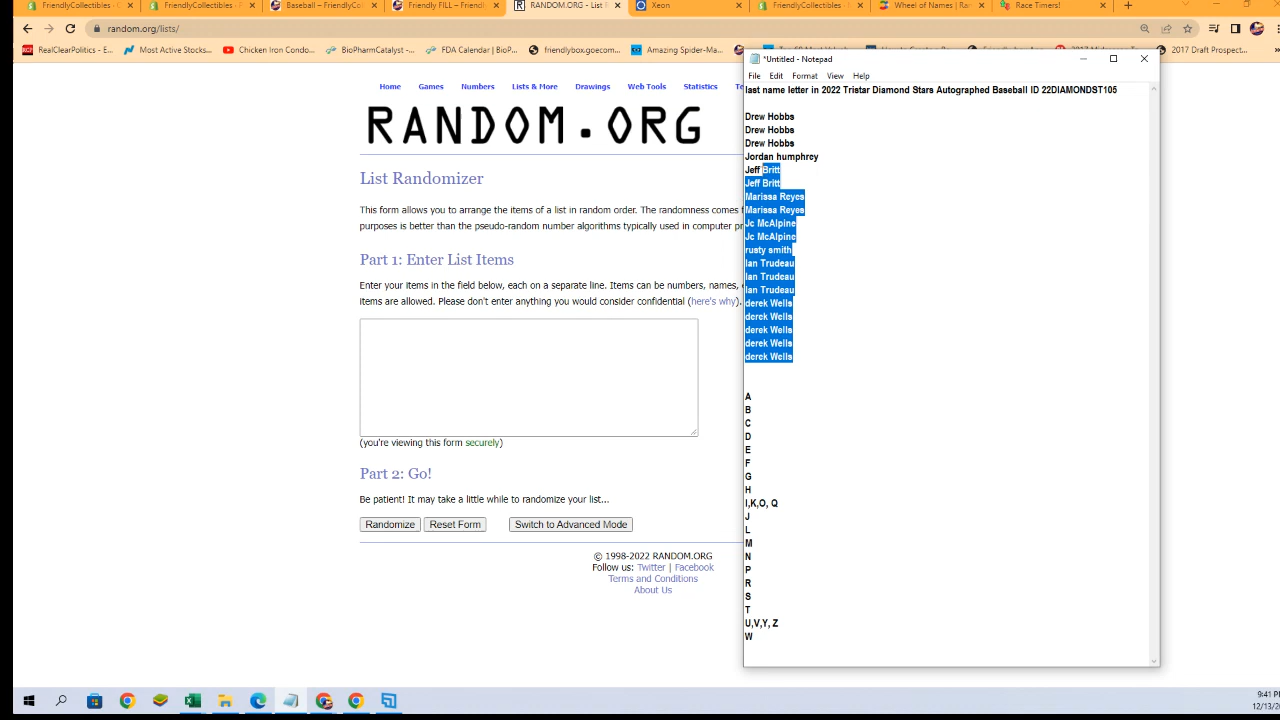 FriendlyCollectibles - C
FriendlyCollectibles - F
Baseball – FriendlyCo
Friendly FILL – Friendly
RANDOM.ORG - List R
Xeon
FriendlyCollectibles - F
Wheel of Names | Ran
Race Timers!
random.org/lists/
RealClearPolitics - E...
Most Active Stocks...
Chicken Iron Condo...
BioPharmCatalyst -...
FDA Calendar | BioP...
friendlybox.goecom...
Amazing Spider-Ma...
2017 Draft Prospect...
*Untitled - Notepad
File Edit Format View Help
last name letter in 2022 Tristar Diamond Stars Autographed Baseball ID 22DIAMONDST105
Drew Hobbs
Drew Hobbs
Drew Hobbs
Jordan humphrey
Jeff Britt
Jeff Britt
Marissa Reyes
Marissa Reyes
Jc McAlpine
Jc McAlpine
rusty smith
Ian Trudeau
Ian Trudeau
Ian Trudeau
derek Wells
derek Wells
derek Wells
derek Wells
derek Wells
A
B
C
D
E
F
G
H
I,K,O, Q
J
L
M
N
P
R
S
T
U,V,Y, Z
W
Home Games Numbers Lists & More Drawings Web Tools Statistics
RANDOM.ORG
List Randomizer
This form allows you to arrange the items of a list in random order. The randomness comes f
purposes is better than the pseudo-random number algorithms typically used in computer pr
Part 1: Enter List Items
Enter your items in the field below, each on a separate line. Items can be numbers, names,
items are allowed. Please don't enter anything you would consider confidential (here's why).
(you're viewing this form securely)
Part 2: Go!
Be patient! It may take a little while to randomize your list...
Randomize Reset Form Switch to Advanced Mode
© 1998-2022 RANDOM.ORG
Follow us: Twitter | Facebook
Terms and Conditions
About Us
9:41 PM
12/13/20